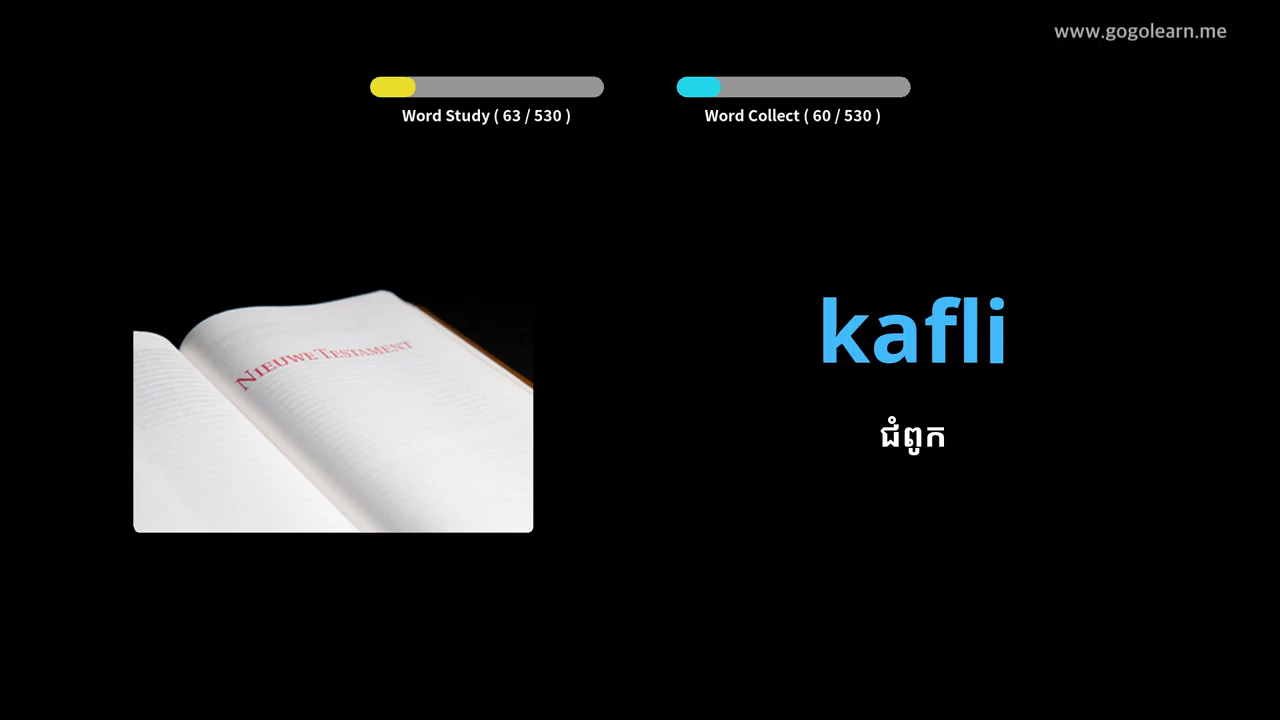 www.gogolearn.me
Word Study ( 63 / 530 )
Word Collect ( 60 / 530 )
NIEUWE TESTAMENT
kafli
ជំពូក